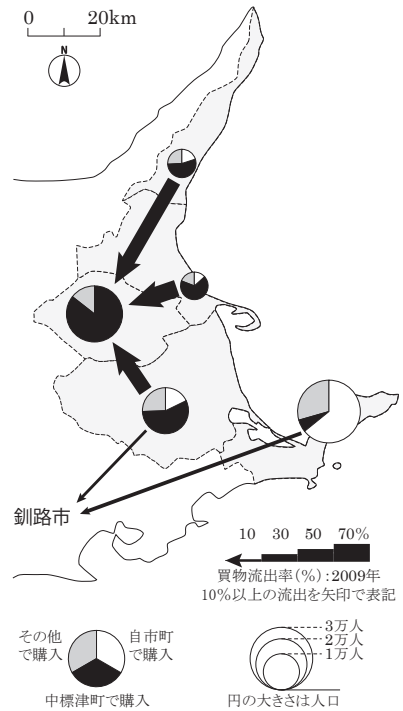 0 20km
N
釧路市
10 30 50 70%
買物流出率(%):2009年
10%以上の流出を矢印で表記
その他
で購入
自市町
で購入
中標津町で購入
3万人
2万人
1万人
円の大きさは人口